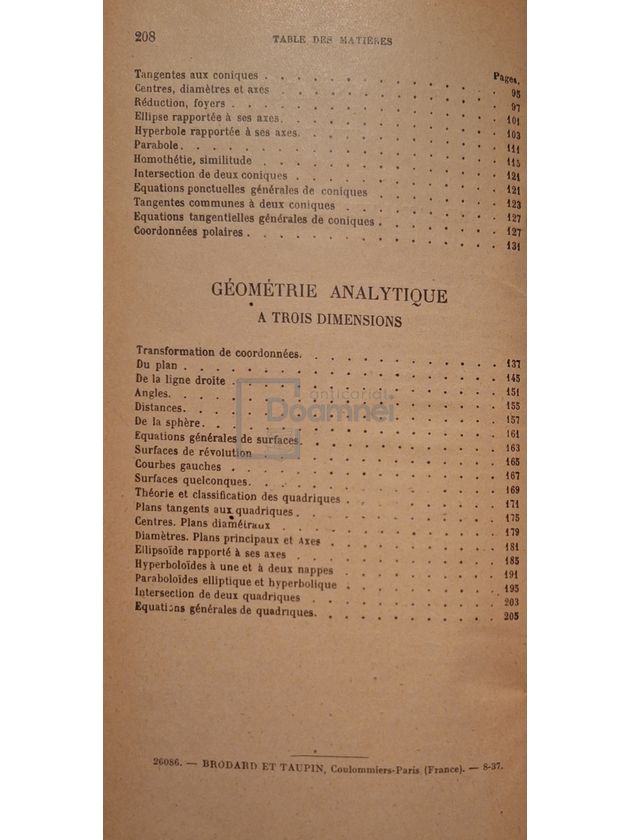 208 TABLE DES MATIÈRES
Pages.
Tangentes aux coniques . . . . . . . . . . . 95
Centres, diamètres et axes . . . . . . . . . . . 97
Réduction, foyers . . . . . . . . . . . 101
Ellipse rapportée à ses axes. . . . . . . . . . . 103
Hyperbole rapportée à ses axes. . . . . . . . . . . 111
Parabole. . . . . . . . . . . 115
Homothétie, similitude . . . . . . . . . . . 121
Intersection de deux coniques . . . . . . . . . . . 121
Equations ponctuelles générales de coniques . . . . . . . . 123
Tangentes communes à deux coniques . . . . . . . . 127
Equations tangentielles générales de coniques . . . . . . . . 127
Coordonnées polaires . . . . . . . . . . . 131
GÉOMÉTRIE ANALYTIQUE
A TROIS DIMENSIONS
Transformation de coordonnées. . . . . . . . . . . 137
Du plan . . . . . . . . . . . 145
De la ligne droite . . . . . . . . . . . 151
Angles. . . . . . . . . . . 155
Distances. . . . . . . . . . . 157
De la sphère. . . . . . . . . . . 161
Equations générales de surfaces. . . . . . . . . . . 163
Surfaces de révolution . . . . . . . . . . . 165
Courbes gauches . . . . . . . . . . . 167
Surfaces quelconques. . . . . . . . . . . 169
Théorie et classification des quadriques . . . . . . . . 171
Plans tangents aux quadriques . . . . . . . . . . . 175
Centres. Plans diamétraux . . . . . . . . . . . 179
Diamètres. Plans principaux et Axes . . . . . . . . . . . 181
Ellipsoïde rapporté à ses axes . . . . . . . . . . . 185
Hyperboloïdes à une et à deux nappes . . . . . . . . 191
Paraboloïdes elliptique et hyperbolique . . . . . . . . 195
Intersection de deux quadriques . . . . . . . . . . . 203
Equations générales de quadriques. . . . . . . . . . . 205
anticariat
Doamnei
26086. — BRODARD ET TAUPIN, Coulommiers-Paris (France). — 8-37.